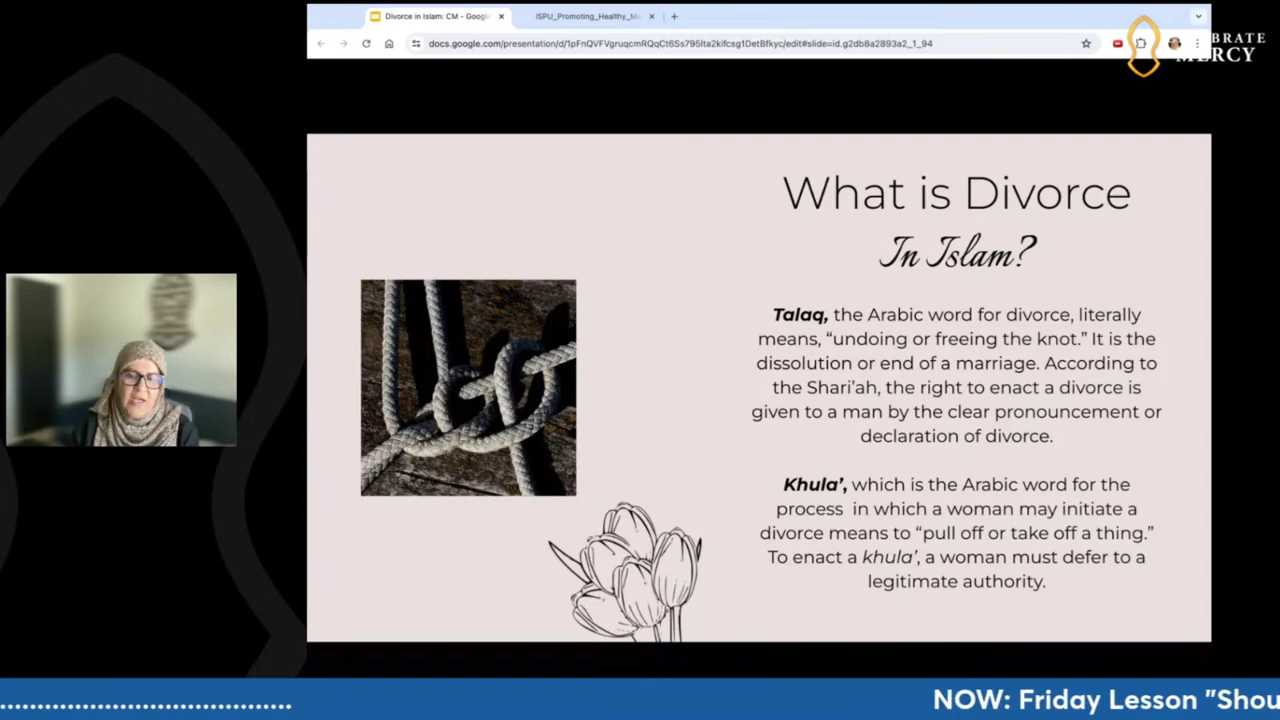 Divorce in Islam: CM - Googl
ISPU_Promoting_Healthy_M
docs.google.com/presentation/d/1pFnQVFVgruqcmRQqCt6Ss795lta2kifcsg1DetBfkyc/edit#slide=id.g2db8a2893a2_1_94
BRATE
MERCY
What is Divorce
In Islam?
Talaq, the Arabic word for divorce, literally
means, “undoing or freeing the knot.” It is the
dissolution or end of a marriage. According to
the Shari’ah, the right to enact a divorce is
given to a man by the clear pronouncement or
declaration of divorce.
Khula’, which is the Arabic word for the
process in which a woman may initiate a
divorce means to “pull off or take off a thing.”
To enact a khula’, a woman must defer to a
legitimate authority.
NOW: Friday Lesson "Shou